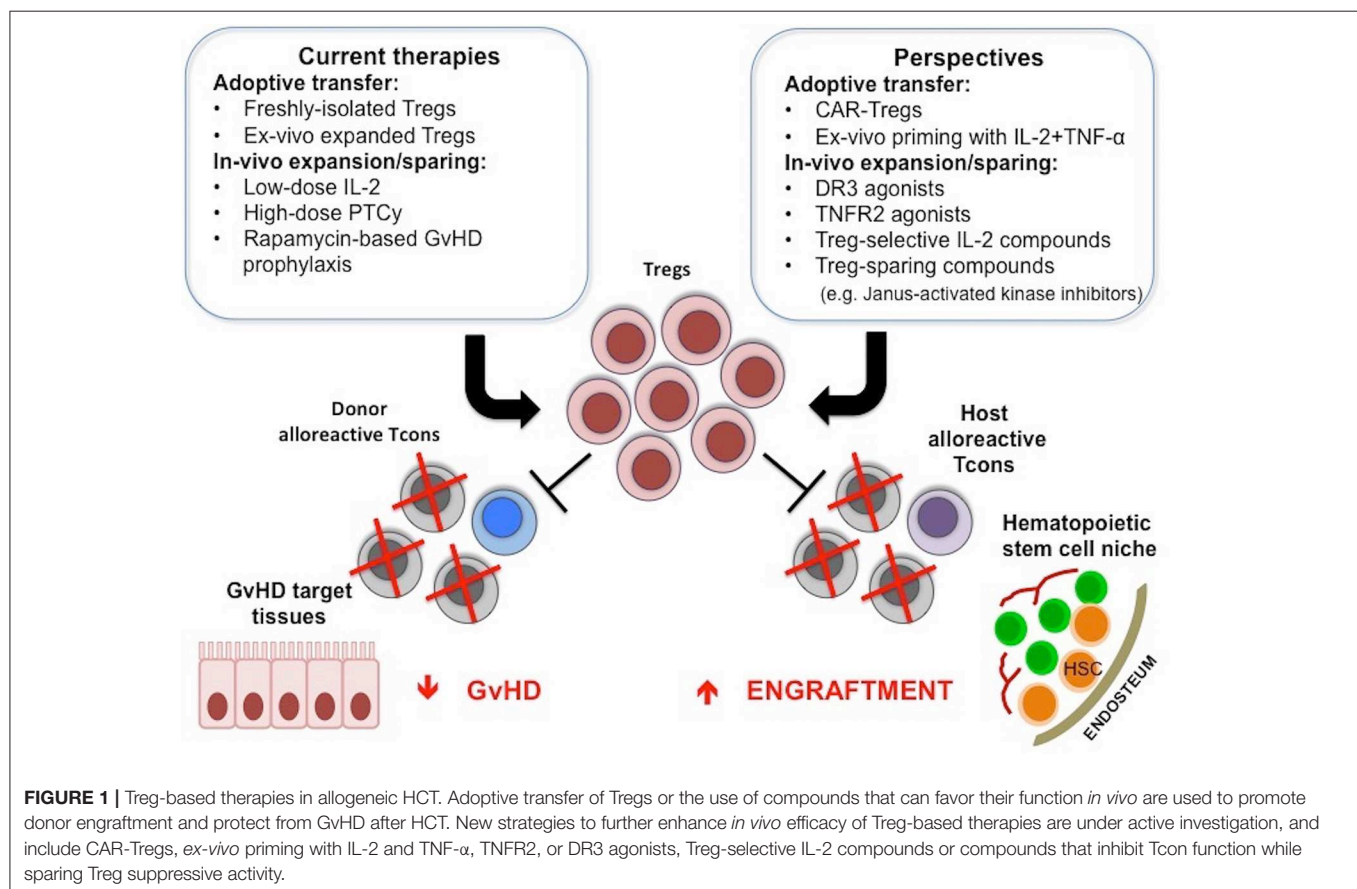 Current therapies
Adoptive transfer:
• Freshly-isolated Tregs
• Ex-vivo expanded Tregs
In-vivo expansion/sparing:
• Low-dose IL-2
• High-dose PTCy
• Rapamycin-based GvHD
prophylaxis
Perspectives
Adoptive transfer:
• CAR-Tregs
• Ex-vivo priming with IL-2+TNF-α
In-vivo expansion/sparing:
• DR3 agonists
• TNFR2 agonists
• Treg-selective IL-2 compounds
• Treg-sparing compounds
(e.g. Janus-activated kinase inhibitors)
Tregs
Donor
alloreactive Tcons
Host
alloreactive
Tcons
Hematopoietic
stem cell niche
GvHD target
tissues
HSC
ENDOSTEUM
GvHD
ENGRAFTMENT
FIGURE 1 | Treg-based therapies in allogeneic HCT. Adoptive transfer of Tregs or the use of compounds that can favor their function in vivo are used to promote
donor engraftment and protect from GvHD after HCT. New strategies to further enhance in vivo efficacy of Treg-based therapies are under active investigation, and
include CAR-Tregs, ex-vivo priming with IL-2 and TNF-α, TNFR2, or DR3 agonists, Treg-selective IL-2 compounds or compounds that inhibit Tcon function while
sparing Treg suppressive activity.